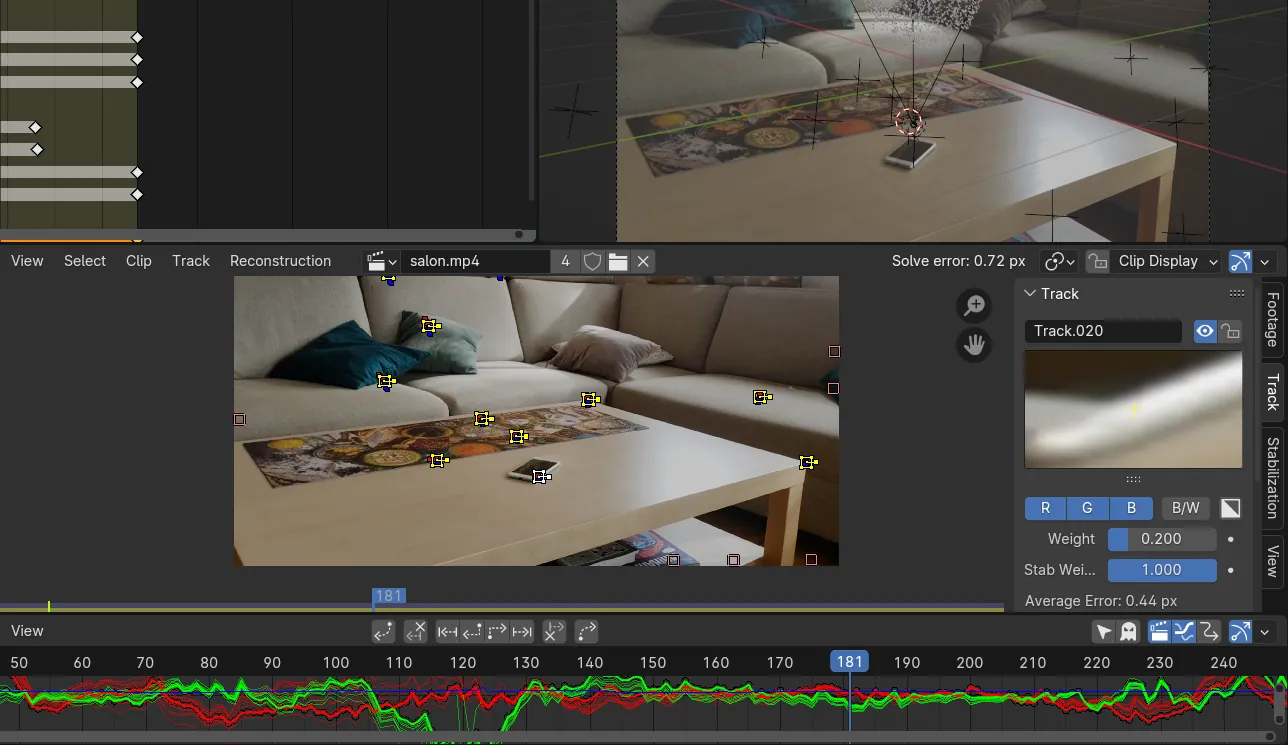 View Select Clip Track Reconstruction salon.mp4 4 Solve error: 0.72 px Clip Display
Track
Track.020
Footage
Track
Stabilization
View
R G B B/W
Weight 0.200
Stab Wei... 1.000
Average Error: 0.44 px
181
View
50 60 70 80 90 100 110 120 130 140 150 160 170 181 190 200 210 220 230 240